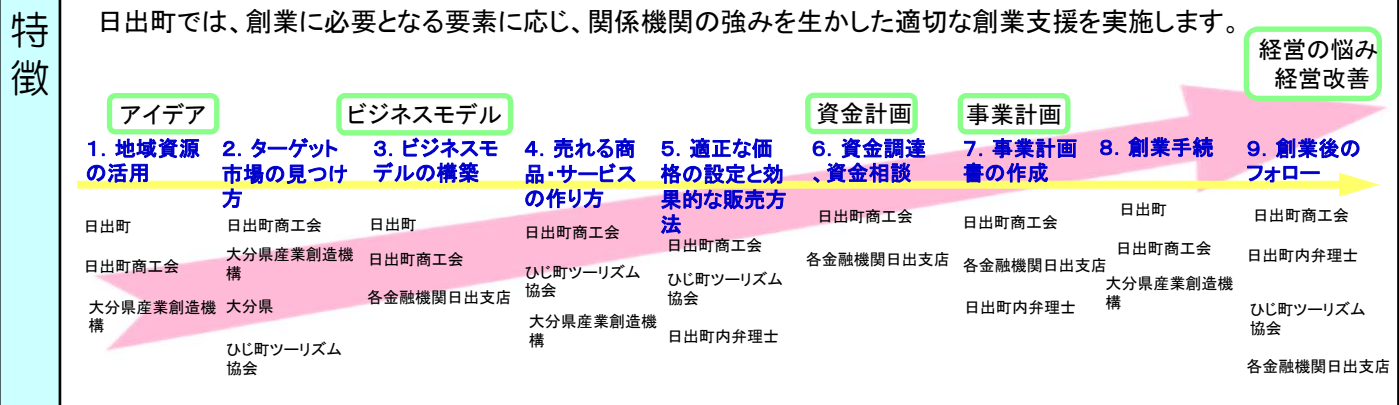 特
徴
日出町では、創業に必要となる要素に応じ、関係機関の強みを生かした適切な創業支援を実施します。
経営の悩み
経営改善
アイデア
ビジネスモデル
資金計画
事業計画
1. 地域資源
の活用
日出町
日出町商工会
大分県産業創造機
構
2. ターゲット
市場の見つけ
方
日出町商工会
大分県産業創造機
構
大分県
ひじ町ツーリズム
協会
3. ビジネスモ
デルの構築
日出町
日出町商工会
各金融機関日出支店
4. 売れる商
品・サービス
の作り方
日出町商工会
ひじ町ツーリズム
協会
大分県産業創造機
構
5. 適正な価
格の設定と効
果的な販売方
法
日出町商工会
ひじ町ツーリズム
協会
日出町内弁理士
6. 資金調達
、資金相談
日出町商工会
各金融機関日出支店
7. 事業計画
書の作成
日出町商工会
各金融機関日出支店
日出町内弁理士
8. 創業手続
日出町
日出町商工会
大分県産業創造機
構
9. 創業後の
フォロー
日出町商工会
日出町内弁理士
ひじ町ツーリズム
協会
各金融機関日出支店